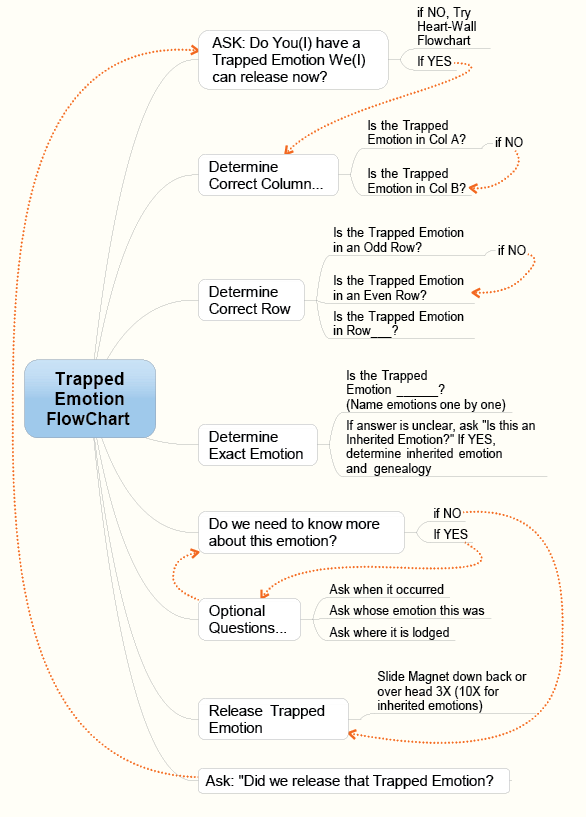 ASK: Do You(I) have a
Trapped Emotion We(I)
can release now?
if NO, Try
Heart-Wall
Flowchart
If YES
Determine
Correct Column...
Is the Trapped
Emotion in Col A?
if NO
Is the Trapped
Emotion in Col B?
Determine
Correct Row
Is the Trapped Emotion
in an Odd Row?
if NO
Is the Trapped Emotion
in an Even Row?
Is the Trapped Emotion
in Row___?
Trapped
Emotion
FlowChart
Determine
Exact Emotion
Is the Trapped
Emotion ______?
(Name emotions one by one)
If answer is unclear, ask "Is this an
Inherited Emotion?" If YES,
determine inherited emotion
and genealogy
Do we need to know more
about this emotion?
if NO
If YES
Optional
Questions...
Ask when it occurred
Ask whose emotion this was
Ask where it is lodged
Release Trapped
Emotion
Slide Magnet down back or
over head 3X (10X for
inherited emotions)
Ask: "Did we release that Trapped Emotion?